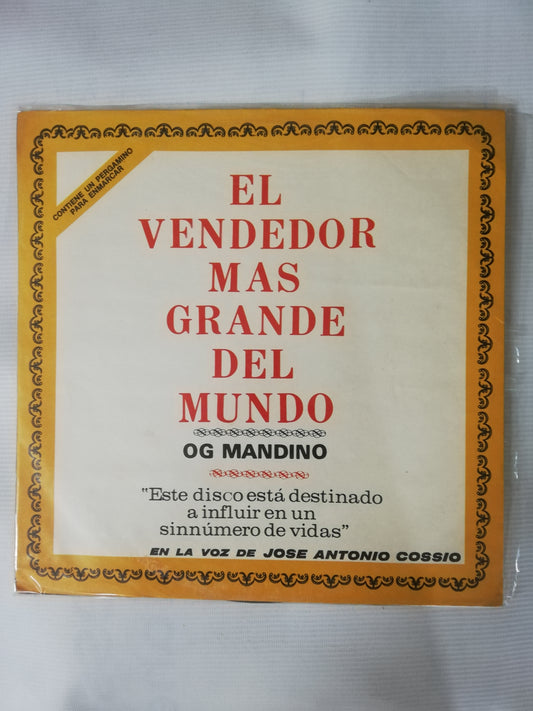 CONTIENE UN PERGAMINO
PARA ENMARCAR
EL
VENDEDOR
MAS
GRANDE
DEL
MUNDO
OG MANDINO
"Este disco está destinado
a influir en un
sinnúmero de vidas"
EN LA VOZ DE JOSE ANTONIO COSSIO